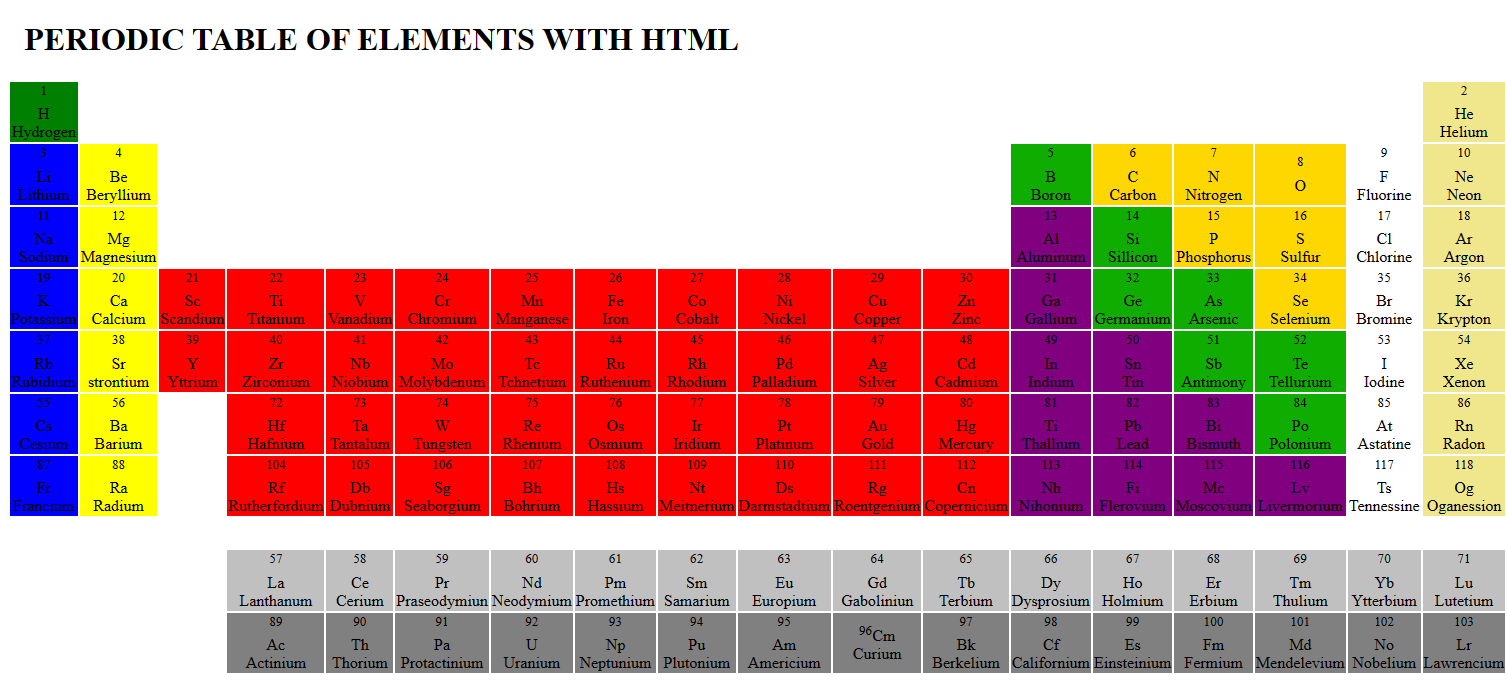 PERIODIC TABLE OF ELEMENTS WITH HTML
1 2
H He
Hydrogen Helium
3 4 5 6 7 8 9 10
Li Be B C N O F Ne
Lithium Beryllium Boron Carbon Nitrogen Fluorine Neon
11 12 13 14 15 16 17 18
Na Mg Al Si P S Cl Ar
Sodium Magnesium Aluminum Sillicon Phosphorus Sulfur Chlorine Argon
19 20 21 22 23 24 25 26 27 28 29 30 31 32 33 34 35 36
K Ca Sc Ti V Cr Mn Fe Co Ni Cu Zn Ga Ge As Se Br Kr
Potassium Calcium Scandium Titanium Vanadium Chromium Manganese Iron Cobalt Nickel Copper Zinc Gallium Germanium Arsenic Selenium Bromine Krypton
37 38 39 40 41 42 43 44 45 46 47 48 49 50 51 52 53 54
Rb Sr Y Zr Nb Mo Tc Ru Rh Pd Ag Cd In Sn Sb Te I Xe
Rubidium strontium Yttrium Zirconium Niobium Molybdenum Tchnetium Ruthenium Rhodium Palladium Silver Cadmium Indium Tin Antimony Tellurium Iodine Xenon
55 56 72 73 74 75 76 77 78 79 80 81 82 83 84 85 86
Cs Ba Hf Ta W Re Os Ir Pt Au Hg Ti Pb Bi Po At Rn
Cesium Barium Hafnium Tantalum Tungsten Rhenium Osmium Iridium Platinum Gold Mercury Thallium Lead Bismuth Polonium Astatine Radon
87 88 104 105 106 107 108 109 110 111 112 113 114 115 116 117 118
Fr Ra Rf Db Sg Bh Hs Nt Ds Rg Cn Nh Fi Mc Lv Ts Og
Francium Radium Rutherfordium Dubnium Seaborgium Bohrium Hassium Meitnerium Darmstadtium Roentgenium Copernicium Nihonium Flerovium Moscovium Livermorium Tennessine Oganession
57 58 59 60 61 62 63 64 65 66 67 68 69 70 71
La Ce Pr Nd Pm Sm Eu Gd Tb Dy Ho Er Tm Yb Lu
Lanthanum Cerium Praseodymiun Neodymium Promethium Samarium Europium Gaboliniun Terbium Dysprosium Holmium Erbium Thulium Ytterbium Lutetium
89 90 91 92 93 94 95 96 97 98 99 100 101 102 103
Ac Th Pa U Np Pu Am Cm Bk Cf Es Fm Md No Lr
Actinium Thorium Protactinium Uranium Neptunium Plutonium Americium Curium Berkelium Californium Einsteinium Fermium Mendelevium Nobelium Lawrencium